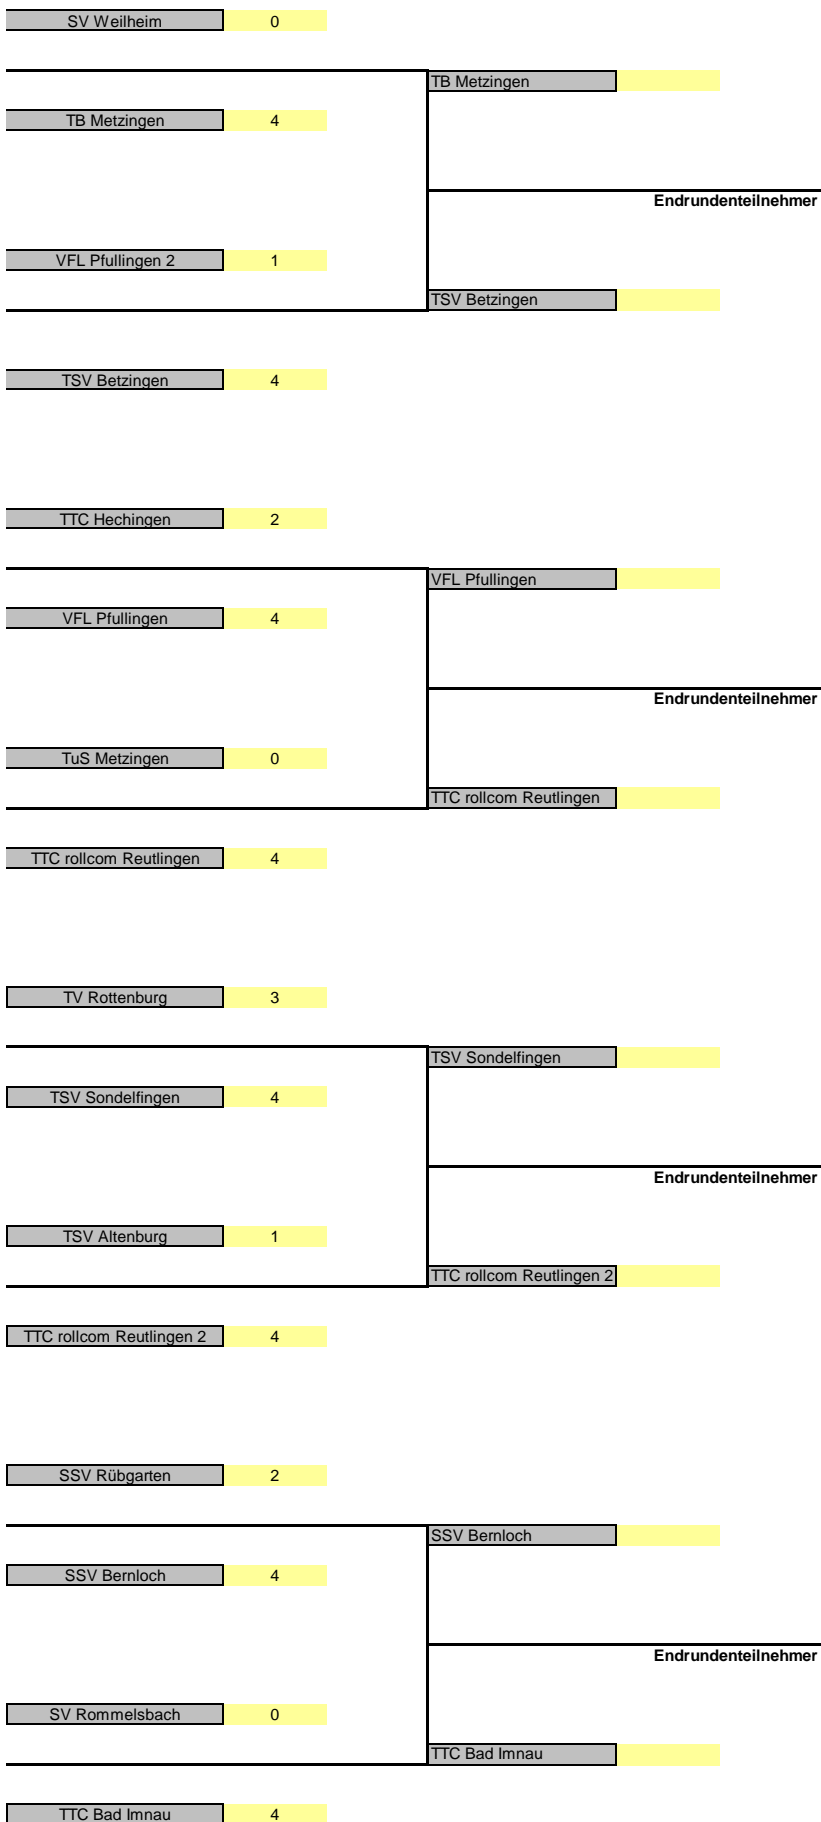 SV Weilheim 0
TB Metzingen
TB Metzingen 4
Endrundenteilnehmer
VFL Pfullingen 2 1
TSV Betzingen
TSV Betzingen 4
TTC Hechingen 2
VFL Pfullingen
VFL Pfullingen 4
Endrundenteilnehmer
TuS Metzingen 0
TTC rollcom Reutlingen
TTC rollcom Reutlingen 4
TV Rottenburg 3
TSV Sondelfingen
TSV Sondelfingen 4
Endrundenteilnehmer
TSV Altenburg 1
TTC rollcom Reutlingen 2
TTC rollcom Reutlingen 2 4
SSV Rübgarten 2
SSV Bernloch
SSV Bernloch 4
Endrundenteilnehmer
SV Rommelsbach 0
TTC Bad Imnau
TTC Bad Imnau 4